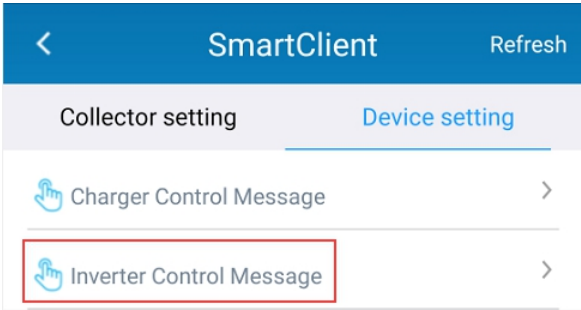 SmartClient Refresh
Collector setting Device setting
Charger Control Message
Inverter Control Message